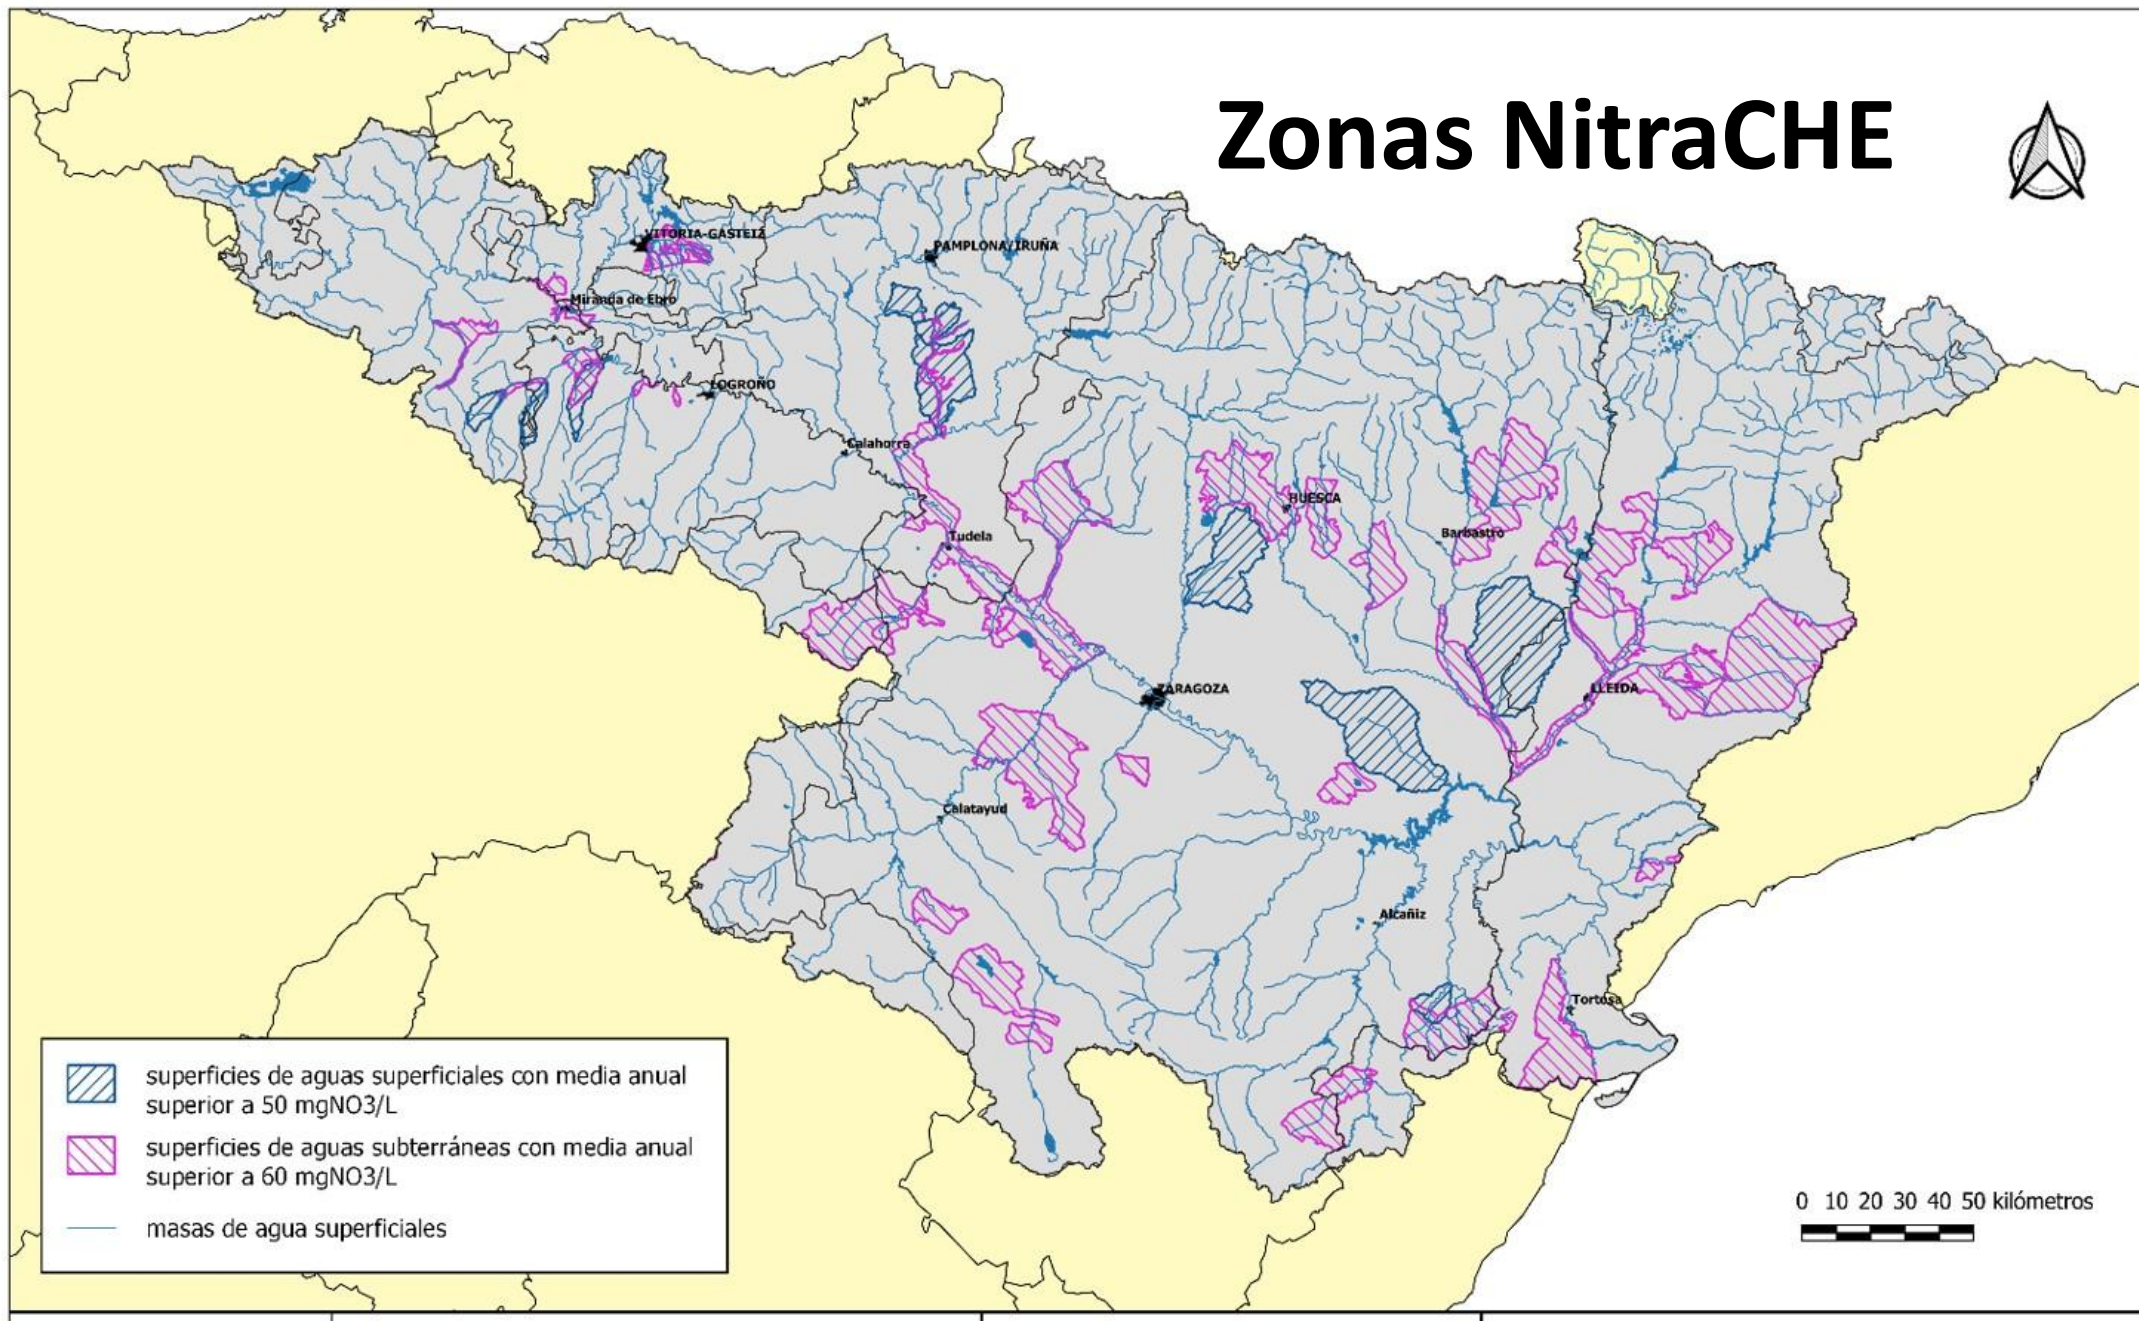 Zonas NitraCHE
VITORIA-GASTEIZ
PAMPLONA/IRUÑA
Miranda de Ebro
LOGROÑO
Calahorra
HUESCA
Tudela
Barbastro
ZARAGOZA
LLEIDA
Calatayud
Alcañiz
Tortosa
superficies de aguas superficiales con media anual
superior a 50 mgNO3/L
superficies de aguas subterráneas con media anual
superior a 60 mgNO3/L
masas de agua superficiales
0 10 20 30 40 50 kilómetros